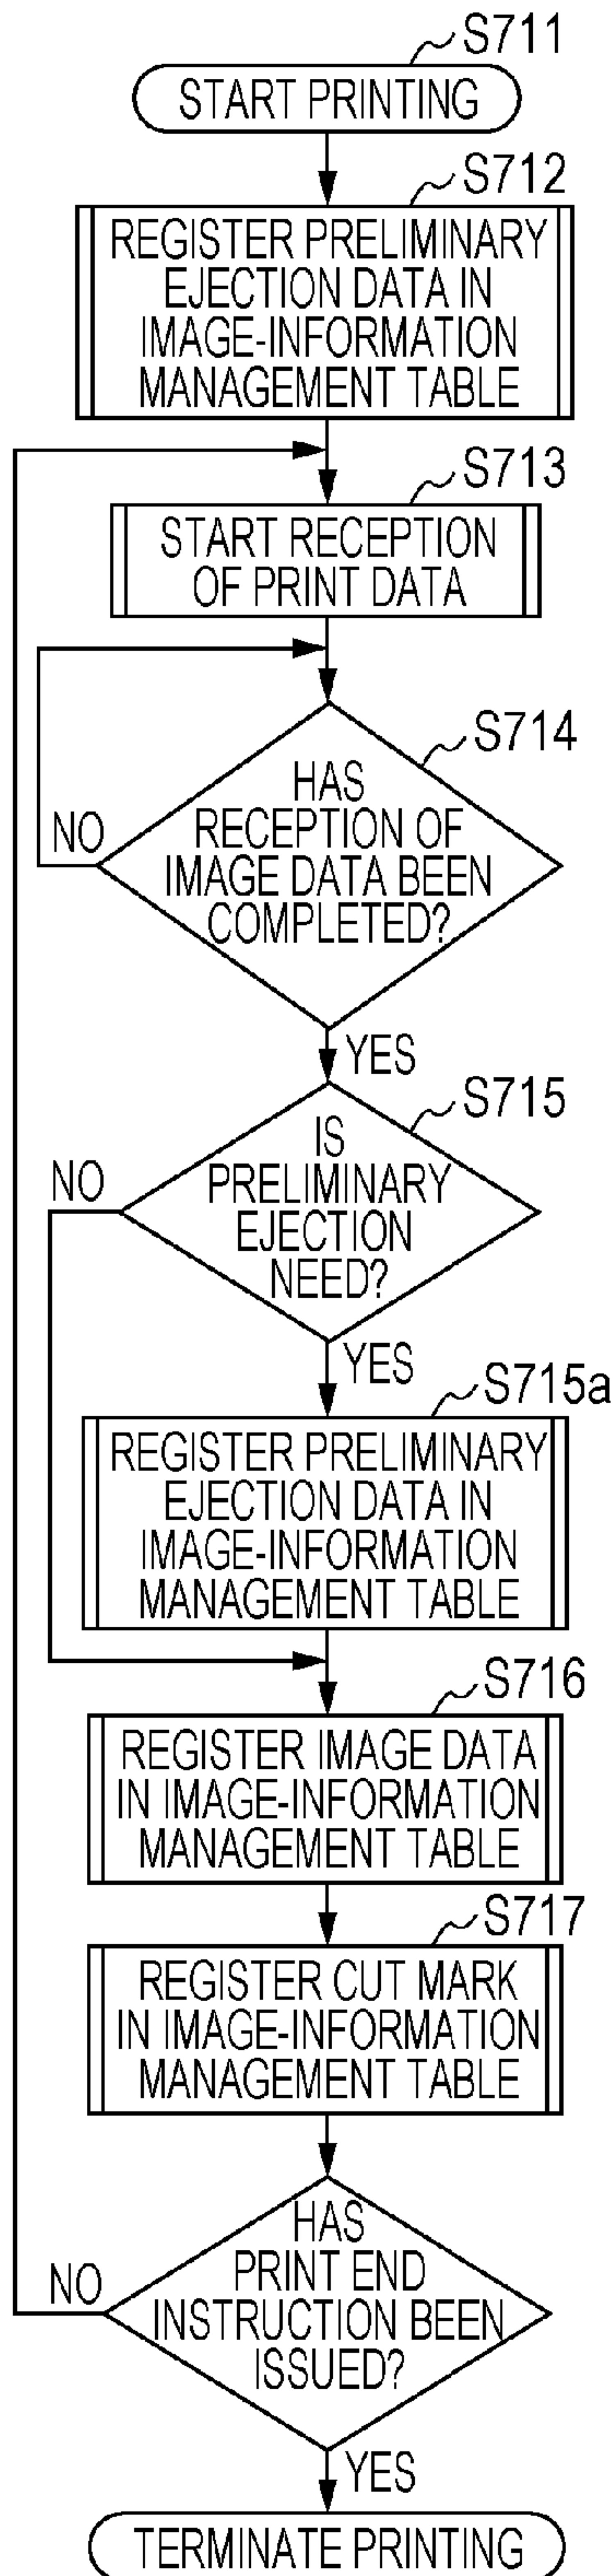 S711
START PRINTING
S712
REGISTER PRELIMINARY
EJECTION DATA IN
IMAGE-INFORMATION
MANAGEMENT TABLE
S713
START RECEPTION
OF PRINT DATA
S714
HAS
RECEPTION OF
IMAGE DATA BEEN
COMPLETED?
NO
YES
S715
IS
PRELIMINARY
EJECTION
NEED?
NO
YES
S715a
REGISTER PRELIMINARY
EJECTION DATA IN
IMAGE-INFORMATION
MANAGEMENT TABLE
S716
REGISTER IMAGE DATA
IN IMAGE-INFORMATION
MANAGEMENT TABLE
S717
REGISTER CUT MARK
IN IMAGE-INFORMATION
MANAGEMENT TABLE
HAS
PRINT END
INSTRUCTION BEEN
ISSUED?
NO
YES
TERMINATE PRINTING